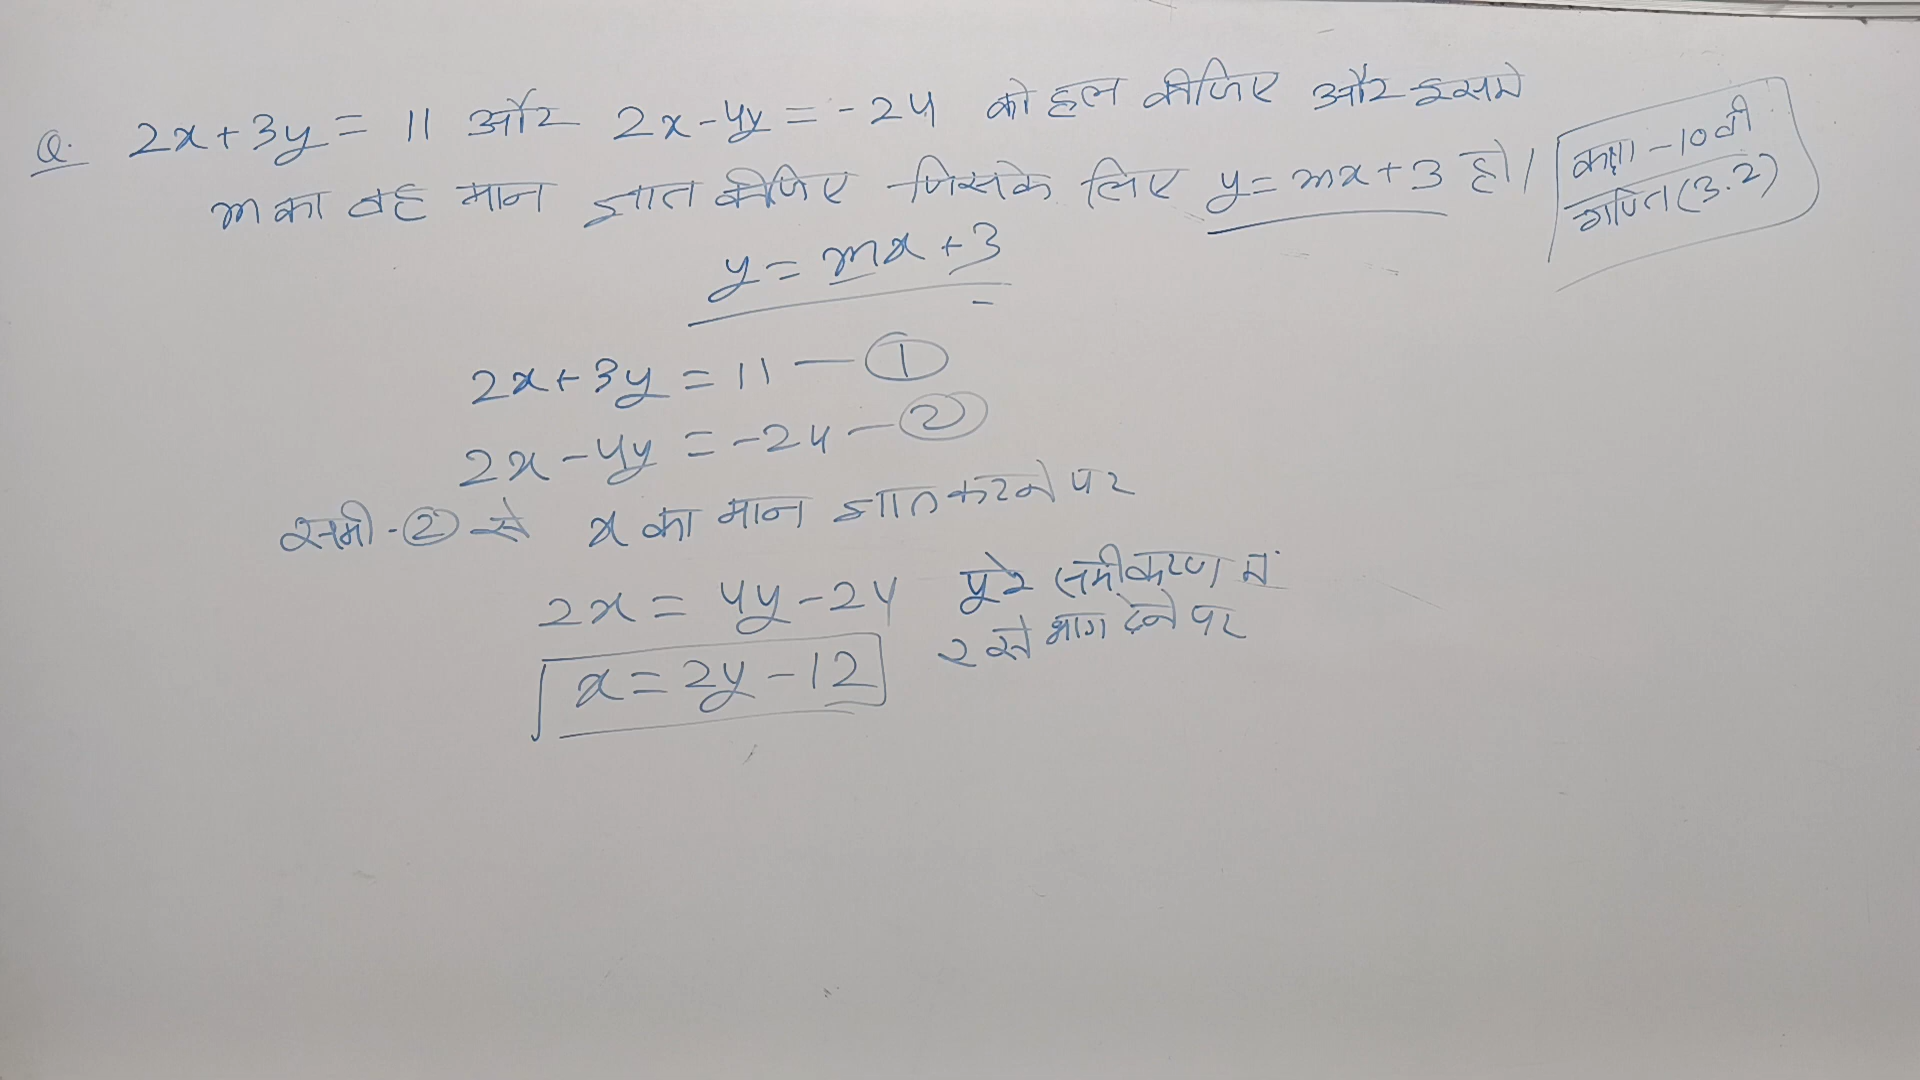 Q. 2x+3y = 11 और 2x-4y = -24 को हल कीजिए और इससे
m का वह मान ज्ञात कीजिए जिसके लिए y = mx+3 हो।
कक्षा - 10 वी
गणित (3.2)
y = mx+3
2x+3y = 11 — ①
2x-4y = -24 — ②
समी - ② से x का मान ज्ञात करने पर
2x = 4y-24 पूरे समीकरण में
2 से भाग देने पर
x = 2y-12